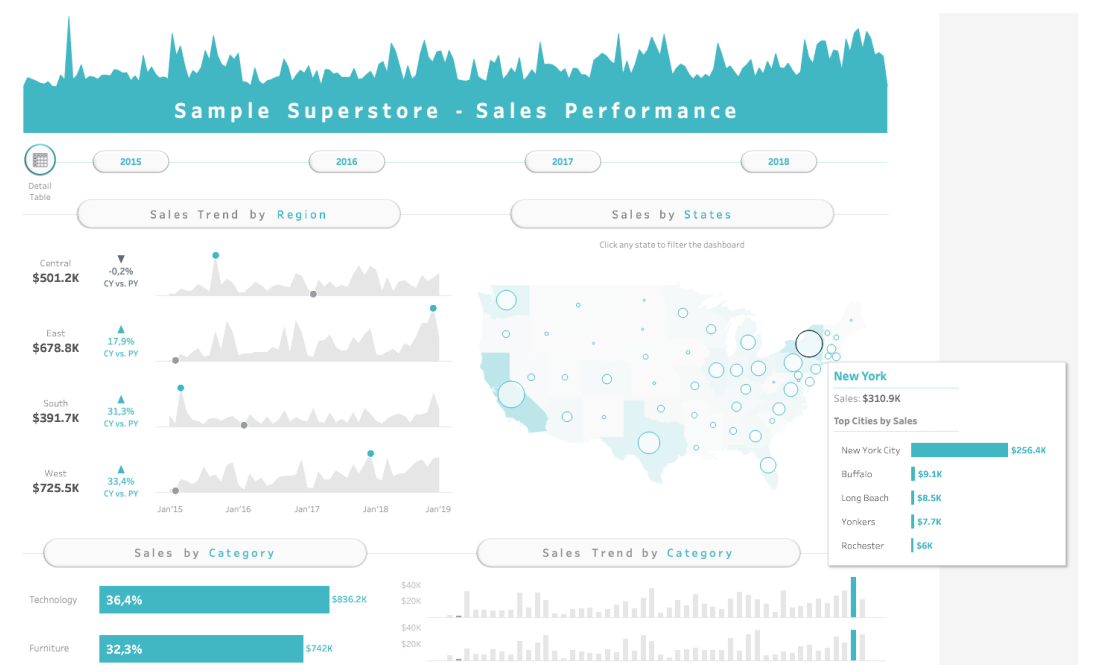 Sample Superstore - Sales Performance
2015
2016
2017
2018
Detail
Table
Sales Trend by Region
Sales by States
Click any state to filter the dashboard
Central
$501.2K
-0,2%
CY vs. PY
East
$678.8K
17,9%
CY vs. PY
South
$391.7K
31,3%
CY vs. PY
West
$725.5K
33,4%
CY vs. PY
Jan'15
Jan'16
Jan'17
Jan'18
Jan'19
New York
Sales: $310.9K
Top Cities by Sales
New York City $256.4K
Buffalo $9.1K
Long Beach $8.5K
Yonkers $7.7K
Rochester $6K
Sales by Category
Sales Trend by Category
Technology 36,4% $836.2K
Furniture 32,3% $742K
$40K
$20K
$40K
$20K